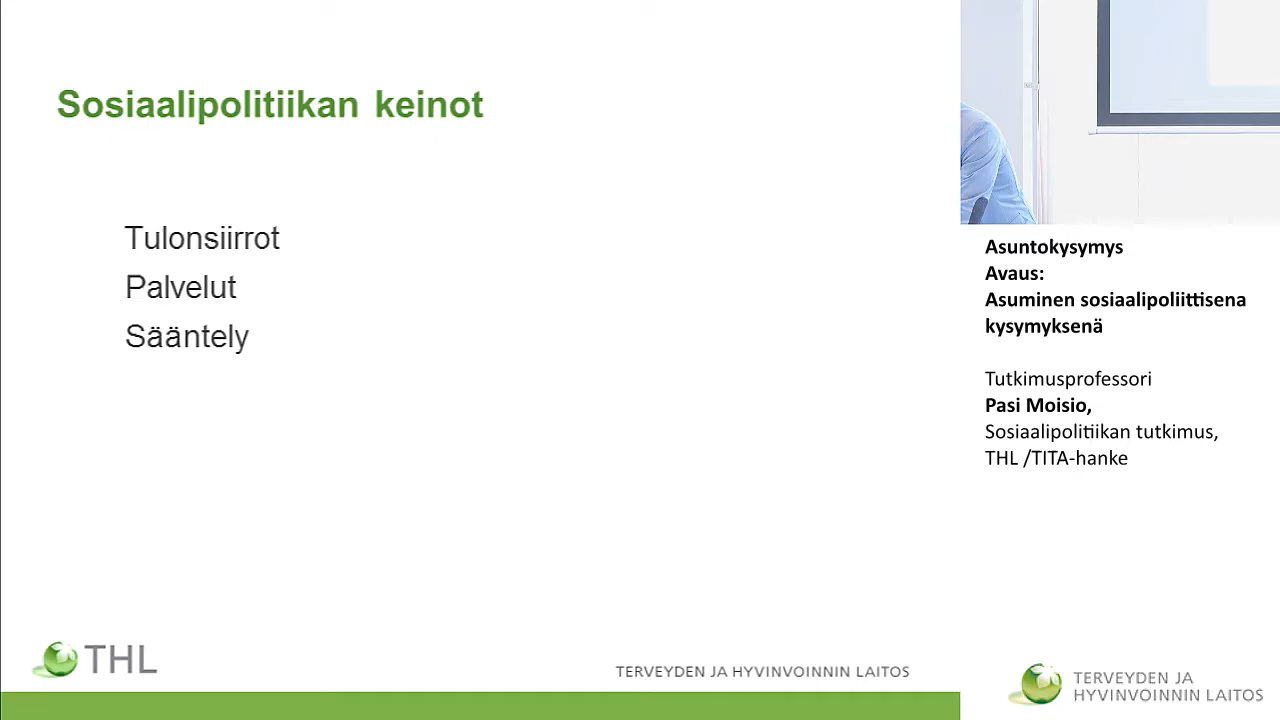 Sosiaalipolitiikan keinot
Tulonsiirrot
Palvelut
Sääntely
THL
TERVEYDEN JA HYVINVOINNIN LAITOS
Asuntokysymys
Avaus:
Asuminen sosiaalipoliittisena
kysymyksenä
Tutkimusprofessori
Pasi Moisio,
Sosiaalipolitiikan tutkimus,
THL /TITA-hanke
TERVEYDEN JA
HYVINVOINNIN LAITOS